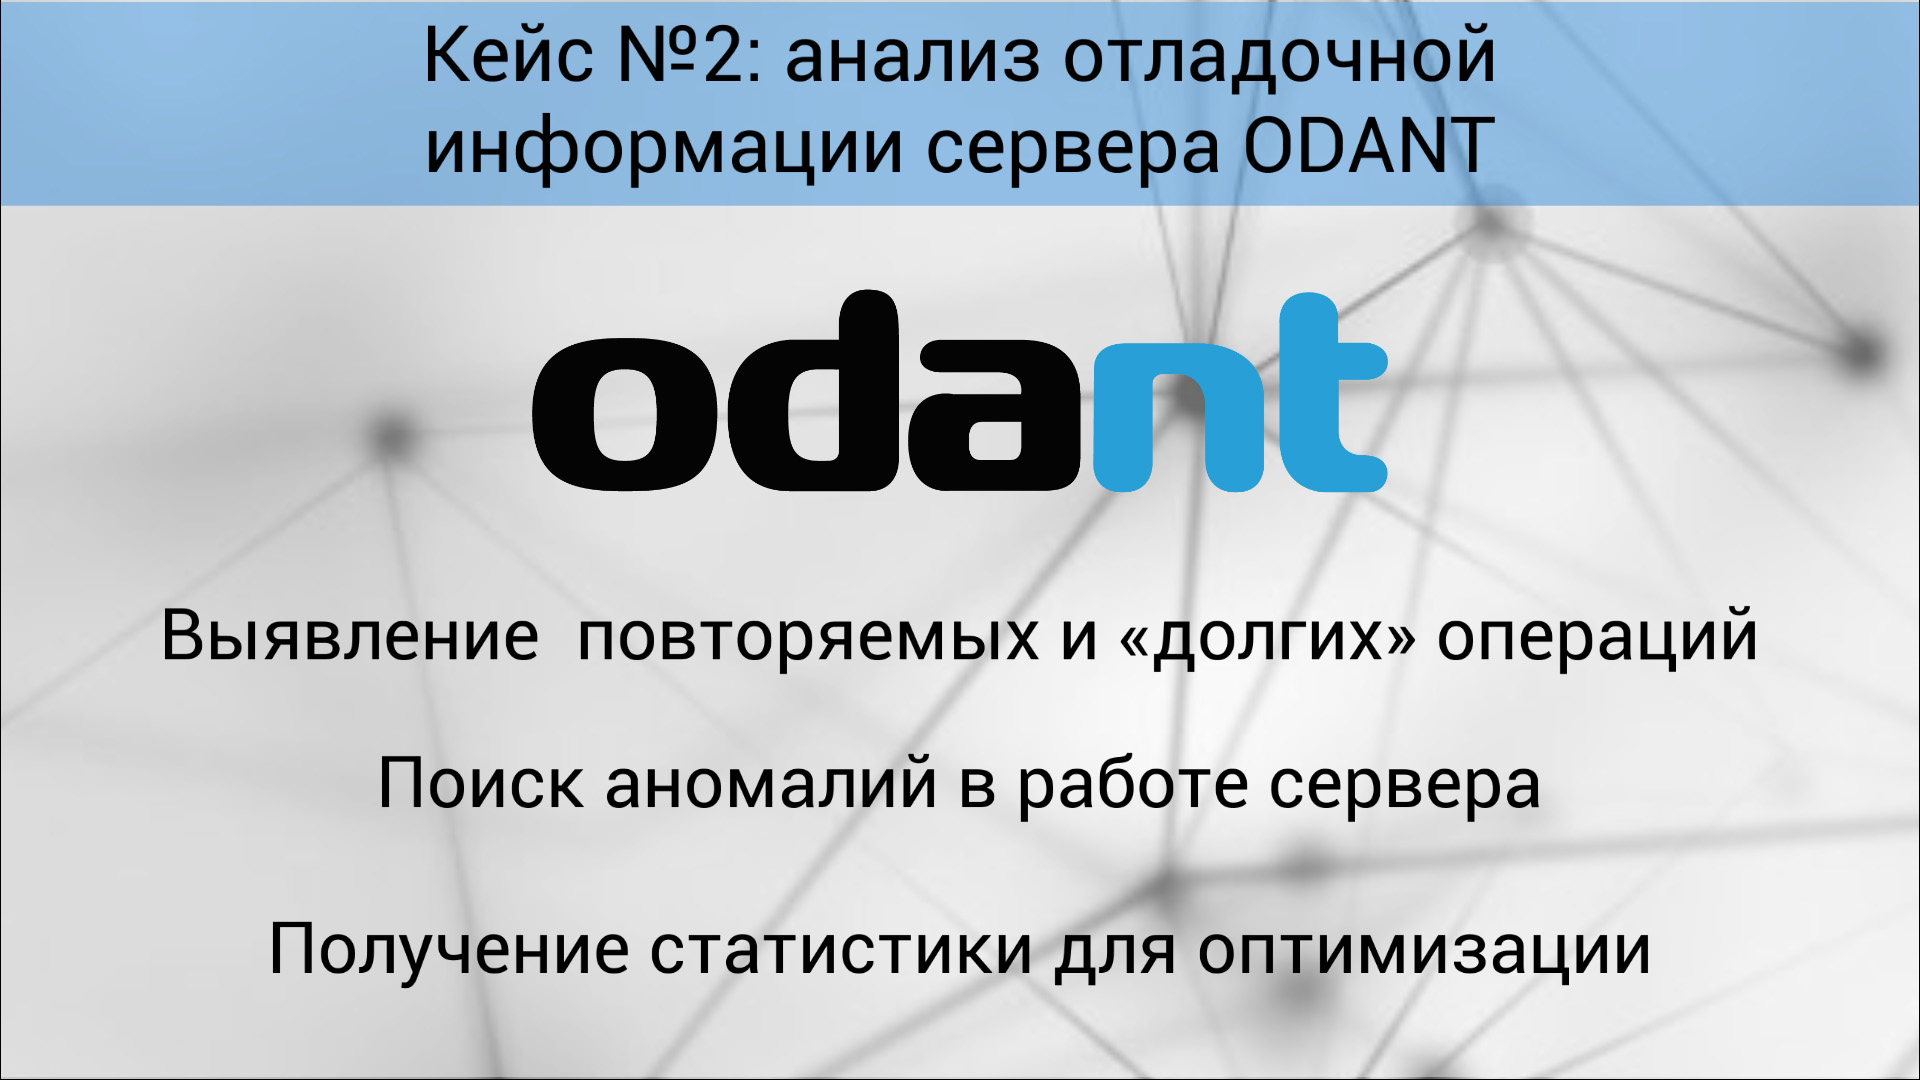 Кейс №2: анализ отладочной
информации сервера ODANT
odant
Выявление  повторяемых и «долгих» операций
Поиск аномалий в работе сервера
Получение статистики для оптимизации